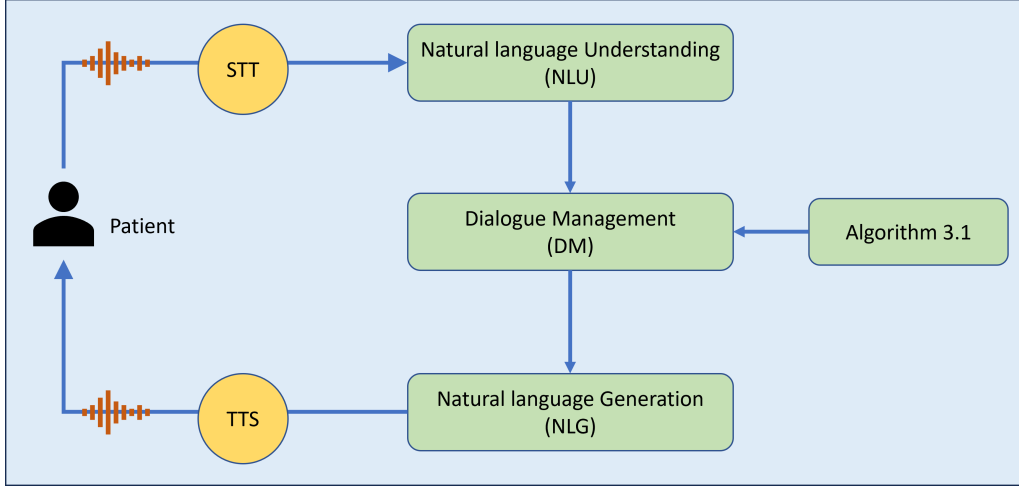 STT
Natural language Understanding
(NLU)
Patient
Dialogue Management
(DM)
Algorithm 3.1
TTS
Natural language Generation
(NLG)